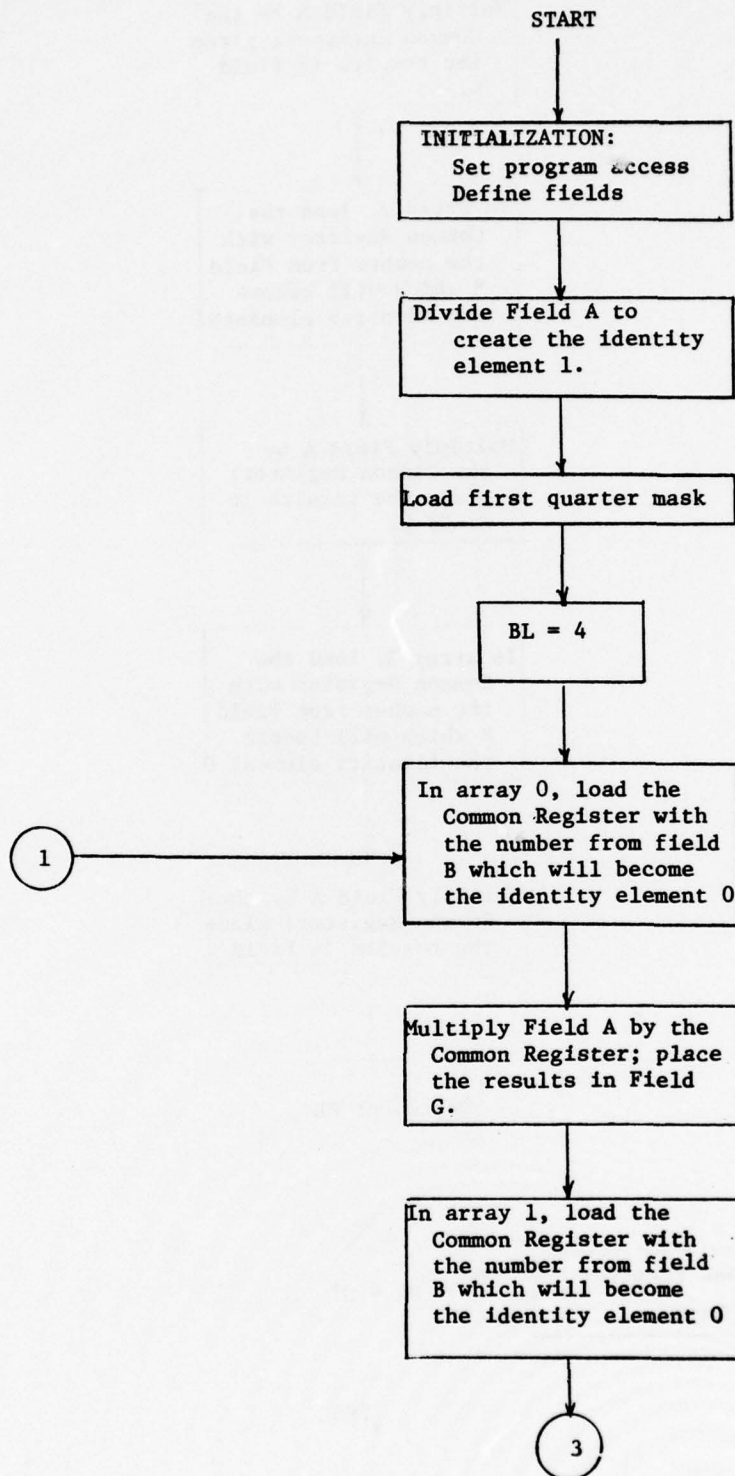 START
INITIALIZATION:
Set program access
Define fields
Divide Field A to
create the identity
element 1.
Load first quarter mask
BL = 4
In array 0, load the
Common Register with
the number from field
B which will become
the identity element 0
1
Multiply Field A by the
Common Register; place
the results in Field
G.
In array 1, load the
Common Register with
the number from field
B which will become
the identity element 0
3